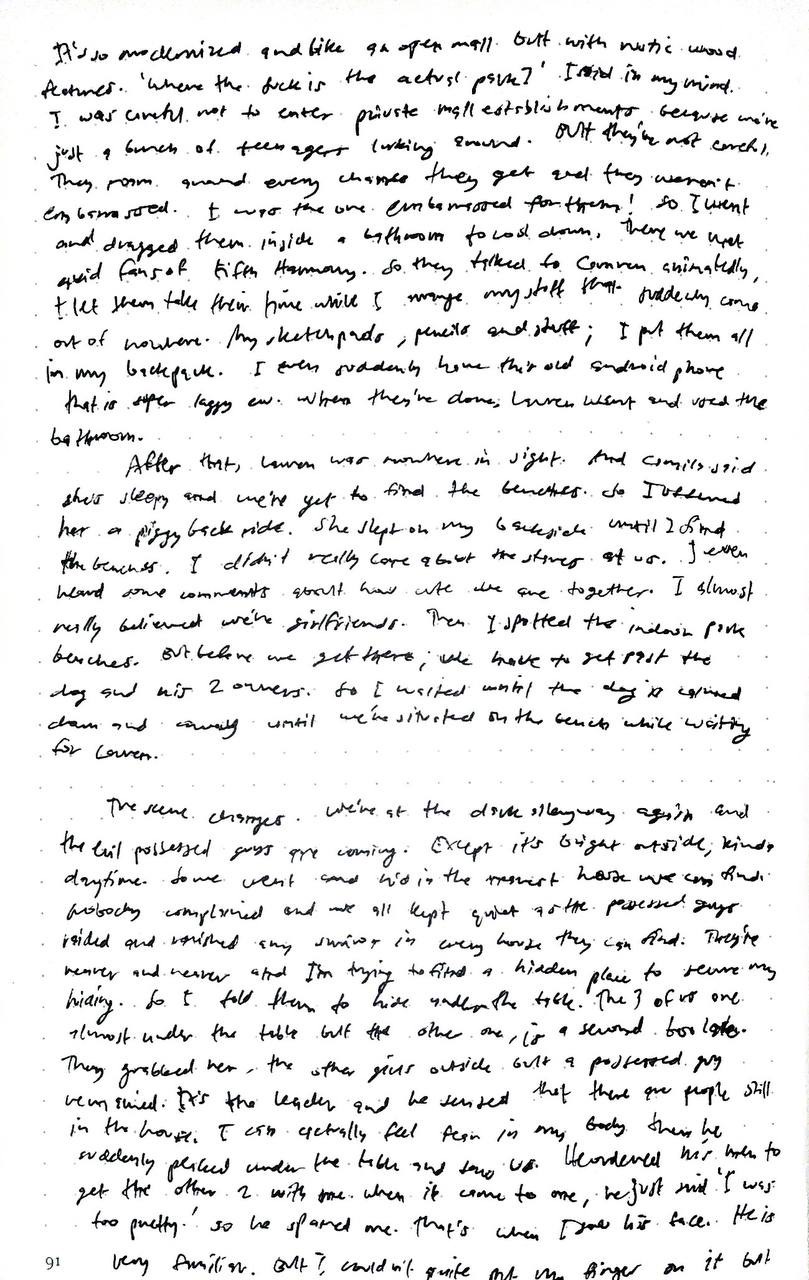 It's so modernized and like an open mall but with rustic wood
features. 'Where the fuck is the actual park?' I said in my mind.
I was careful not to enter private mall establishments because we're
just a bunch of teenagers lurking around. But they're not careful.
They roam around every chance they get and they weren't
embarrassed. I was the one embarrassed for them! So I went
and dragged them inside a bathroom to cool down. There we met
avid fans of Fifth Harmony. So they talked to Lauren animatedly,
I let them take their time while I arrange my stuff that suddenly came
out of nowhere. My sketchpads, pencils and stuff; I put them all
in my backpack. I even suddenly have this old android phone
that is super laggy ew. When they're done, Lauren went and used the
bathroom.
After that, Lauren was nowhere in sight. And Camila said
she's sleepy and we've yet to find the benches. So I offered
her a piggy back ride. She slept on my backside until I find
the benches. I didn't really care about the stares at us. I even
heard some comments about how cute we are together. I almost
really believed we're girlfriends. Then I spotted the indoor park
benches. But before we get there, we have to get past the
dog and his 2 owners. So I waited until the dog is calmed
down and until we're situated on the bench while waiting
for Lauren.
The scene changes. We're at the dark alleyway again and
the evil possessed guys are coming. Except it's bright outside, kinda
daytime. Some went and hid in the nearest house we can find.
Nobody complained and we all kept quiet as the possessed guys
raided and vanished any survivor in every house they can find. They're
nearer and nearer and I'm trying to find a hidden place to secure my
hiding. So I told them to hide under the table. The 3 of us are
almost under the table but the other one, is a second too late.
They grabbed her, the other girls outside but a possessed guy
remained. It's the leader and he sensed that there are people still
in the house. I can actually feel fear in my body then he
suddenly peaked under the table and saw us. He ordered his men to
get the other 2 with me. When it came to me, he just said 'I was
too pretty.' so he spared me. That's when I saw his face. He is
very familiar. But I couldn't quite put my finger on it but
91